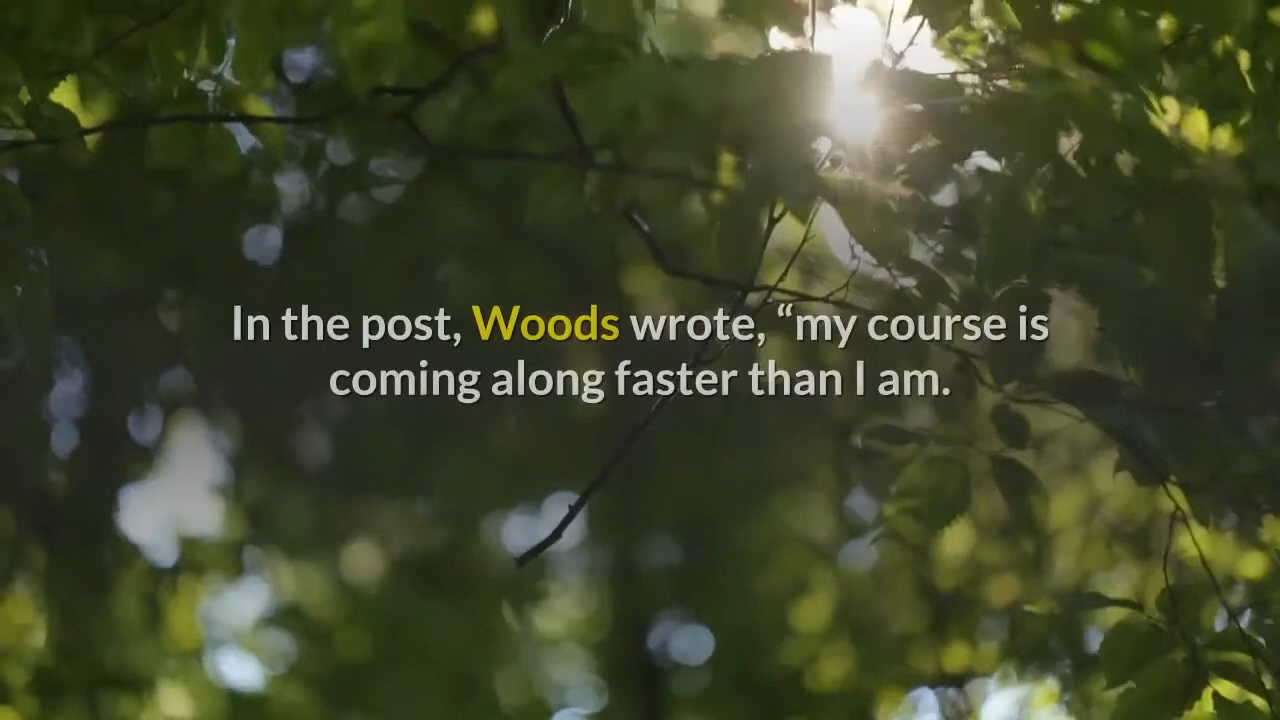 In the post, Woods wrote, “my course is
coming along faster than I am.